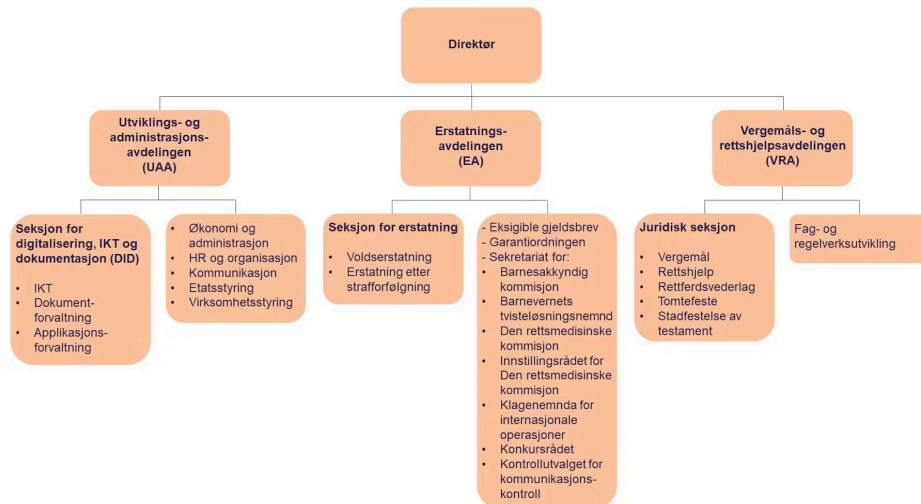 Direktør
Utviklings- og
administrasjons-
avdelingen
(UAA)
Erstatnings-
avdelingen
(EA)
Vergemåls- og
rettshjelpsavdelingen
(VRA)
Seksjon for
digitalisering, IKT og
dokumentasjon (DID)
• IKT
• Dokument-
forvaltning
• Applikasjons-
forvaltning
• Økonomi og
administrasjon
• HR og organisasjon
• Kommunikasjon
• Etatsstyring
• Virksomhetsstyring
Seksjon for erstatning
• Voldserstatning
• Erstatning etter
strafforfølgning
- Eksigible gjeldsbrev
- Garantiordningen
- Sekretariat for:
• Barnesakkyndig
kommisjon
• Barnevernets
tvisteløsningsnemnd
• Den rettsmedisinske
kommisjon
• Innstillingsrådet for
Den rettsmedisinske
kommisjon
• Klagenemnda for
internasjonale
operasjoner
• Konkursrådet
• Kontrollutvalget for
kommunikasjons-
kontroll
Juridisk seksjon
• Vergemål
• Rettshjelp
• Rettferdsvederlag
• Tomtefeste
• Stadfestelse av
testament
Fag- og
regelverksutvikling